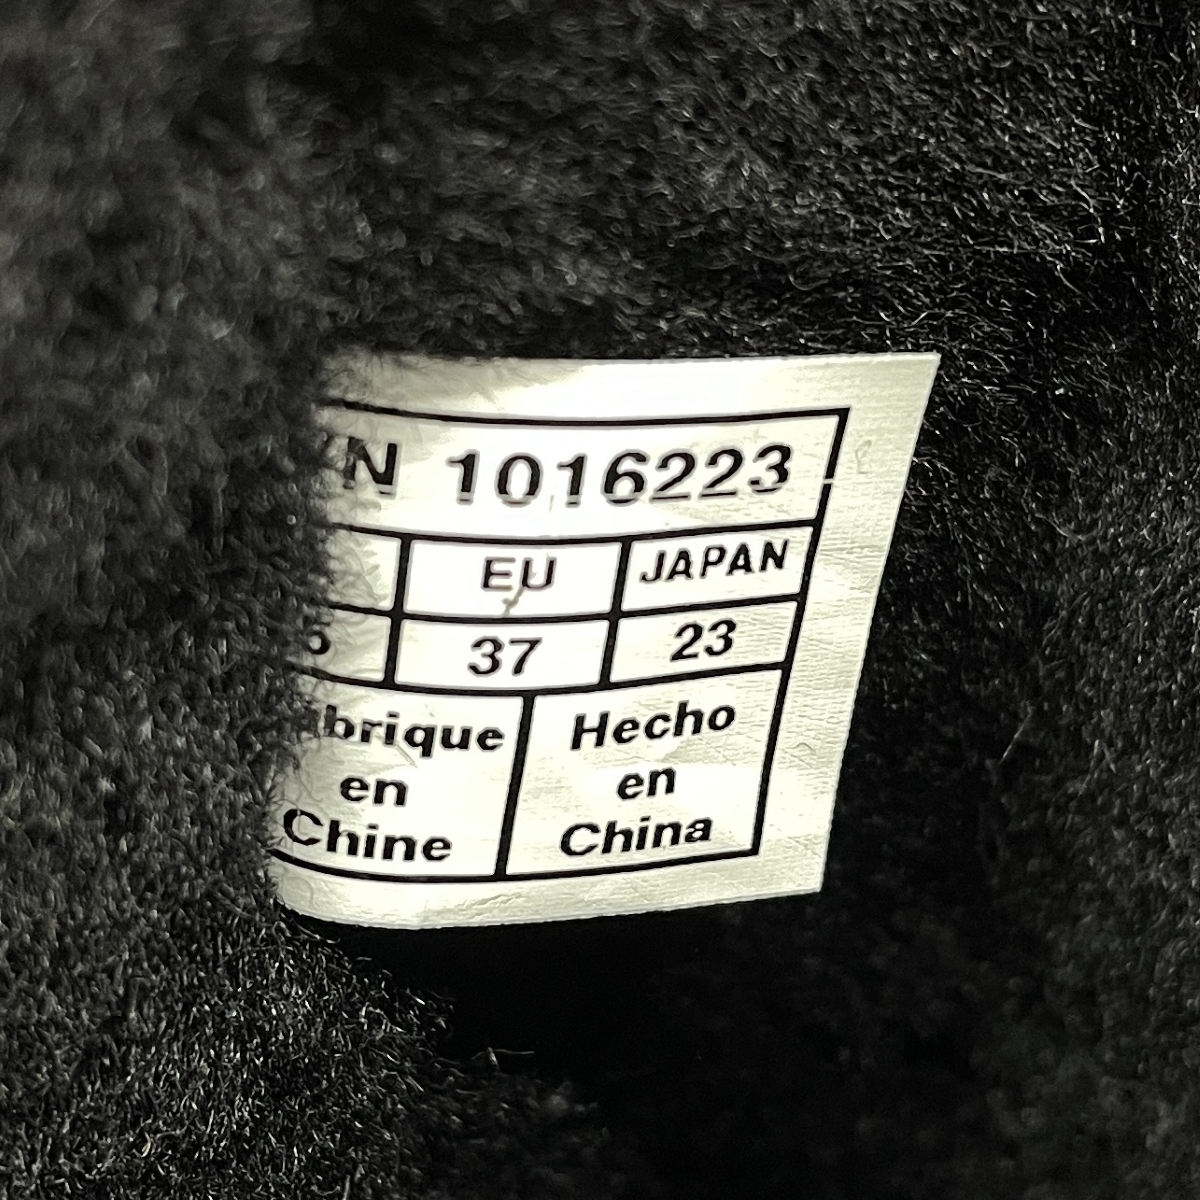 N 1016223
EU JAPAN
37 23
brique Hecho
en en
Chine China